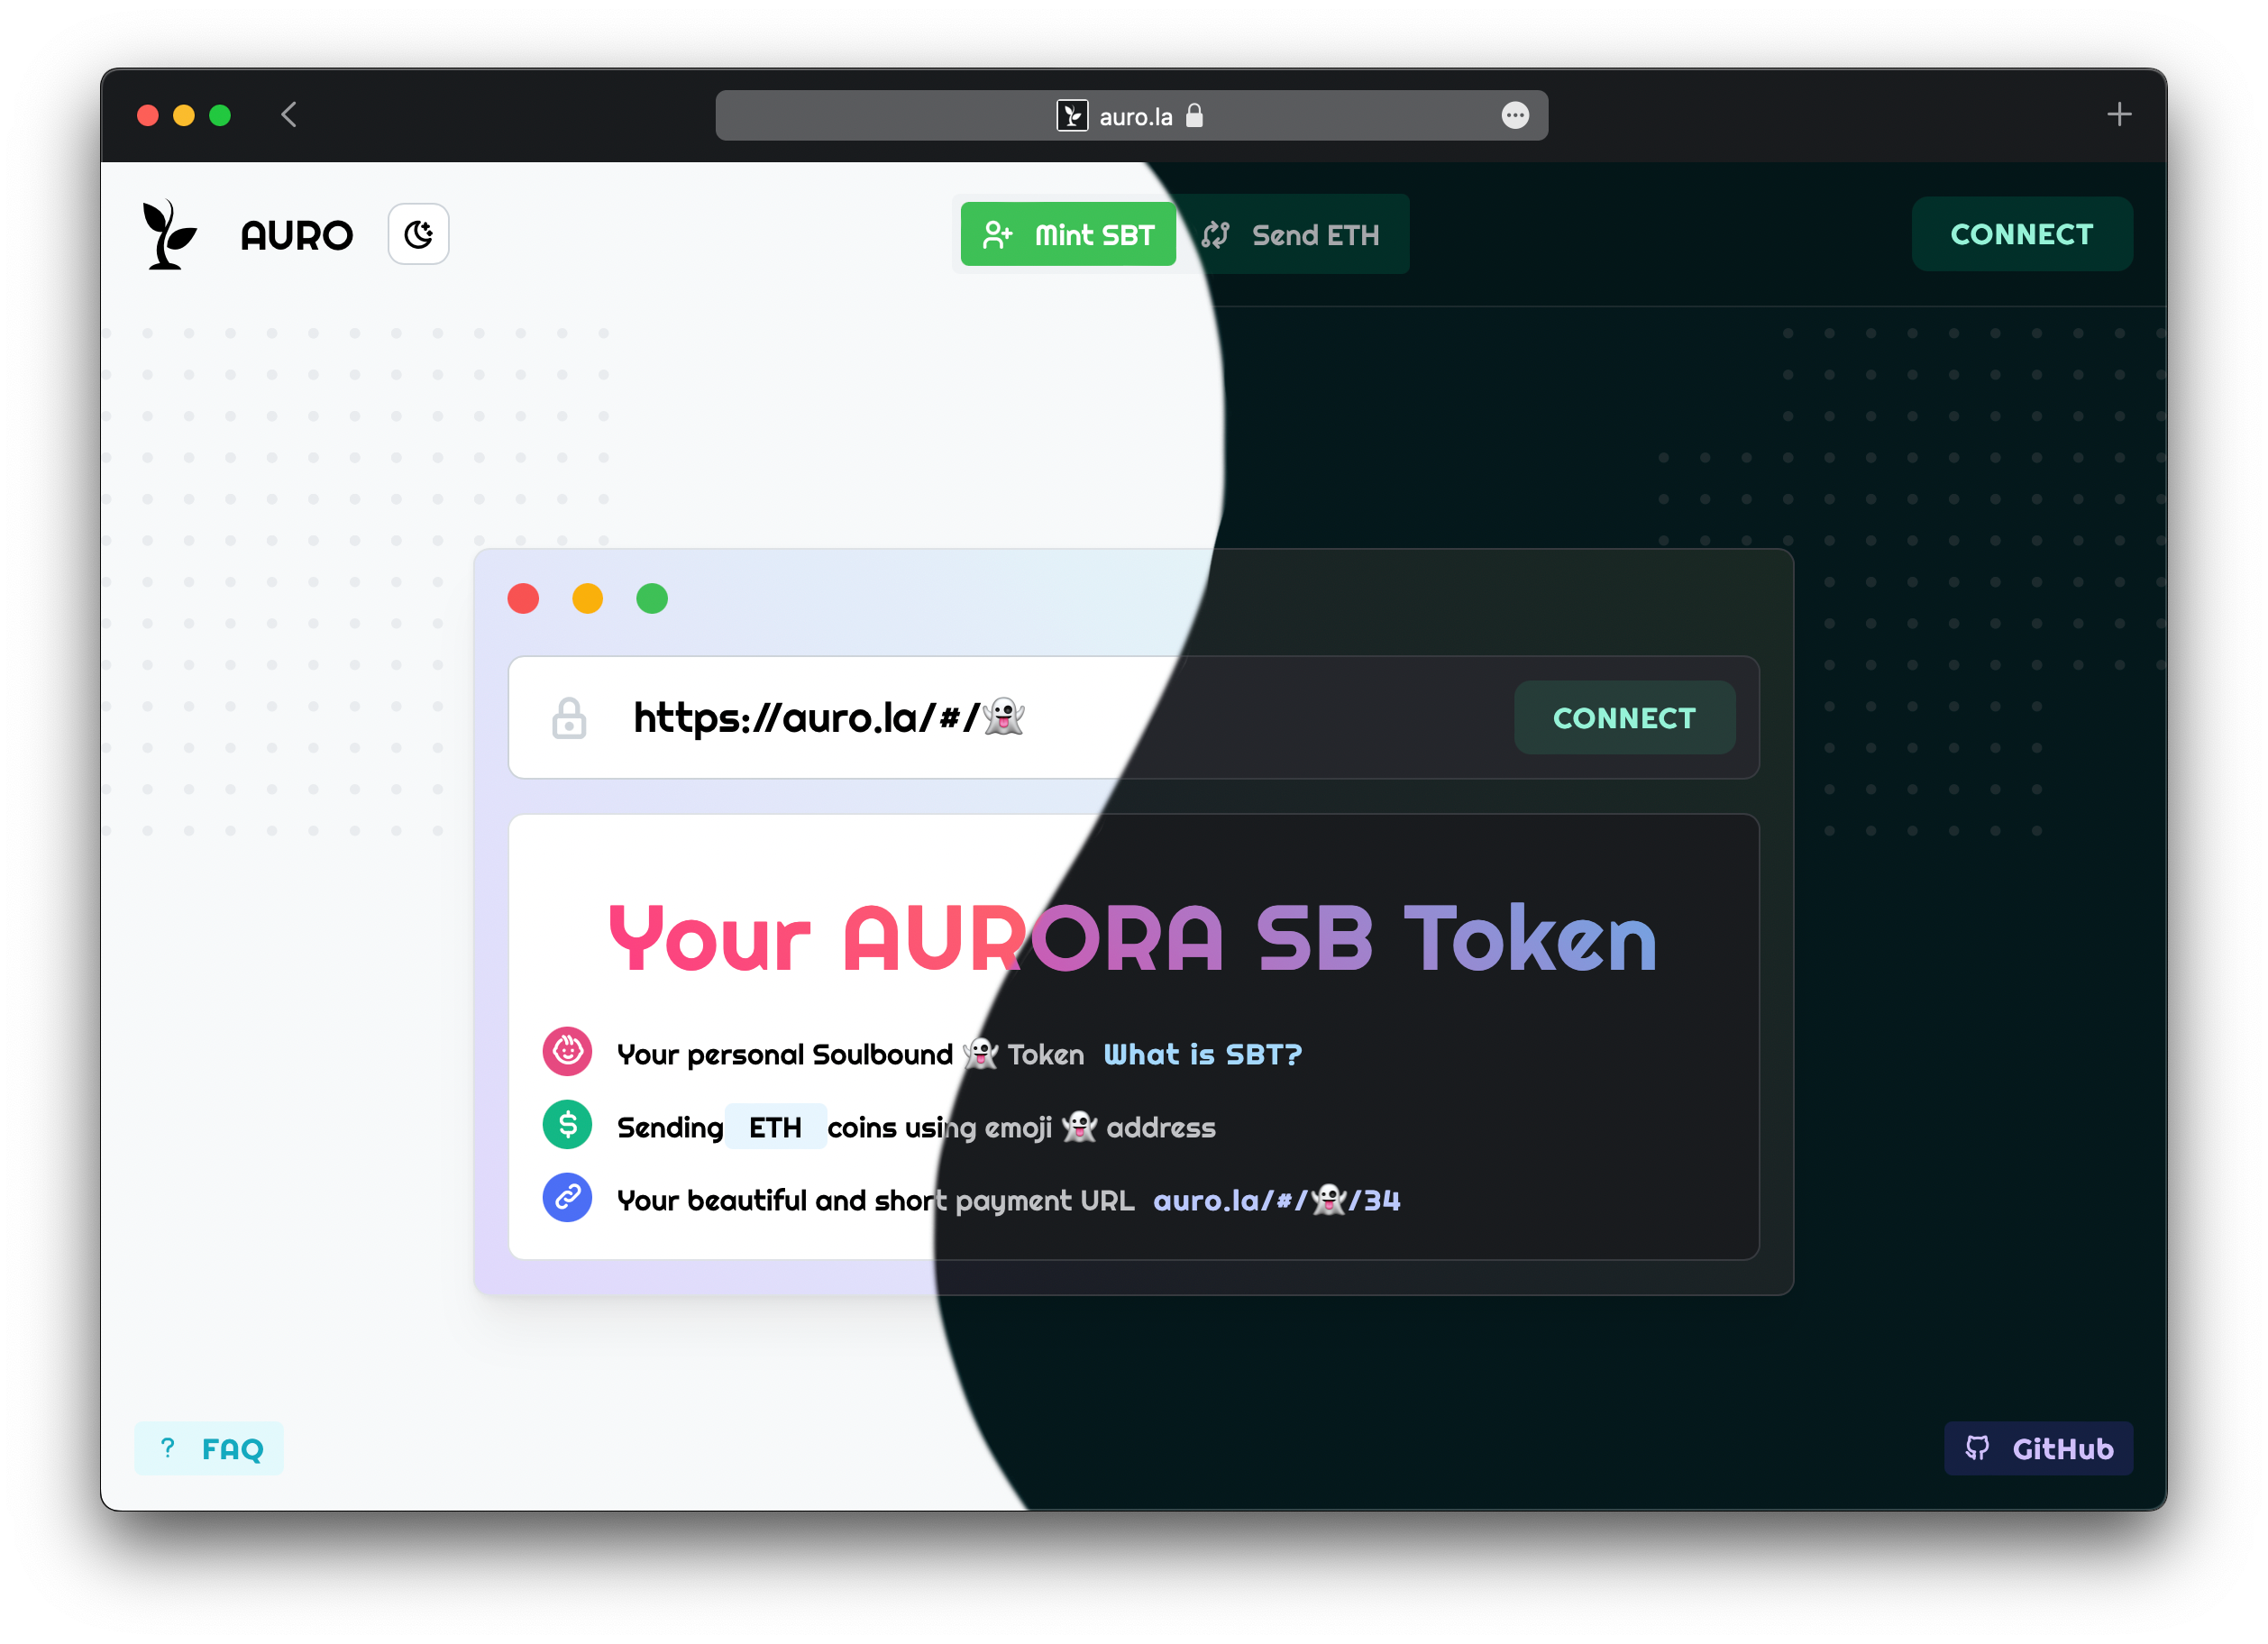 auro.la
AURO
Mint SBT
Send ETH
CONNECT
https://auro.la/#/👻
CONNECT
Your AURORA SB Token
Your personal Soulbound 👻 Token What is SBT?
Sending ETH coins using emoji 👻 address
Your beautiful and short payment URL auro.la/#/👻/34
? FAQ
GitHub